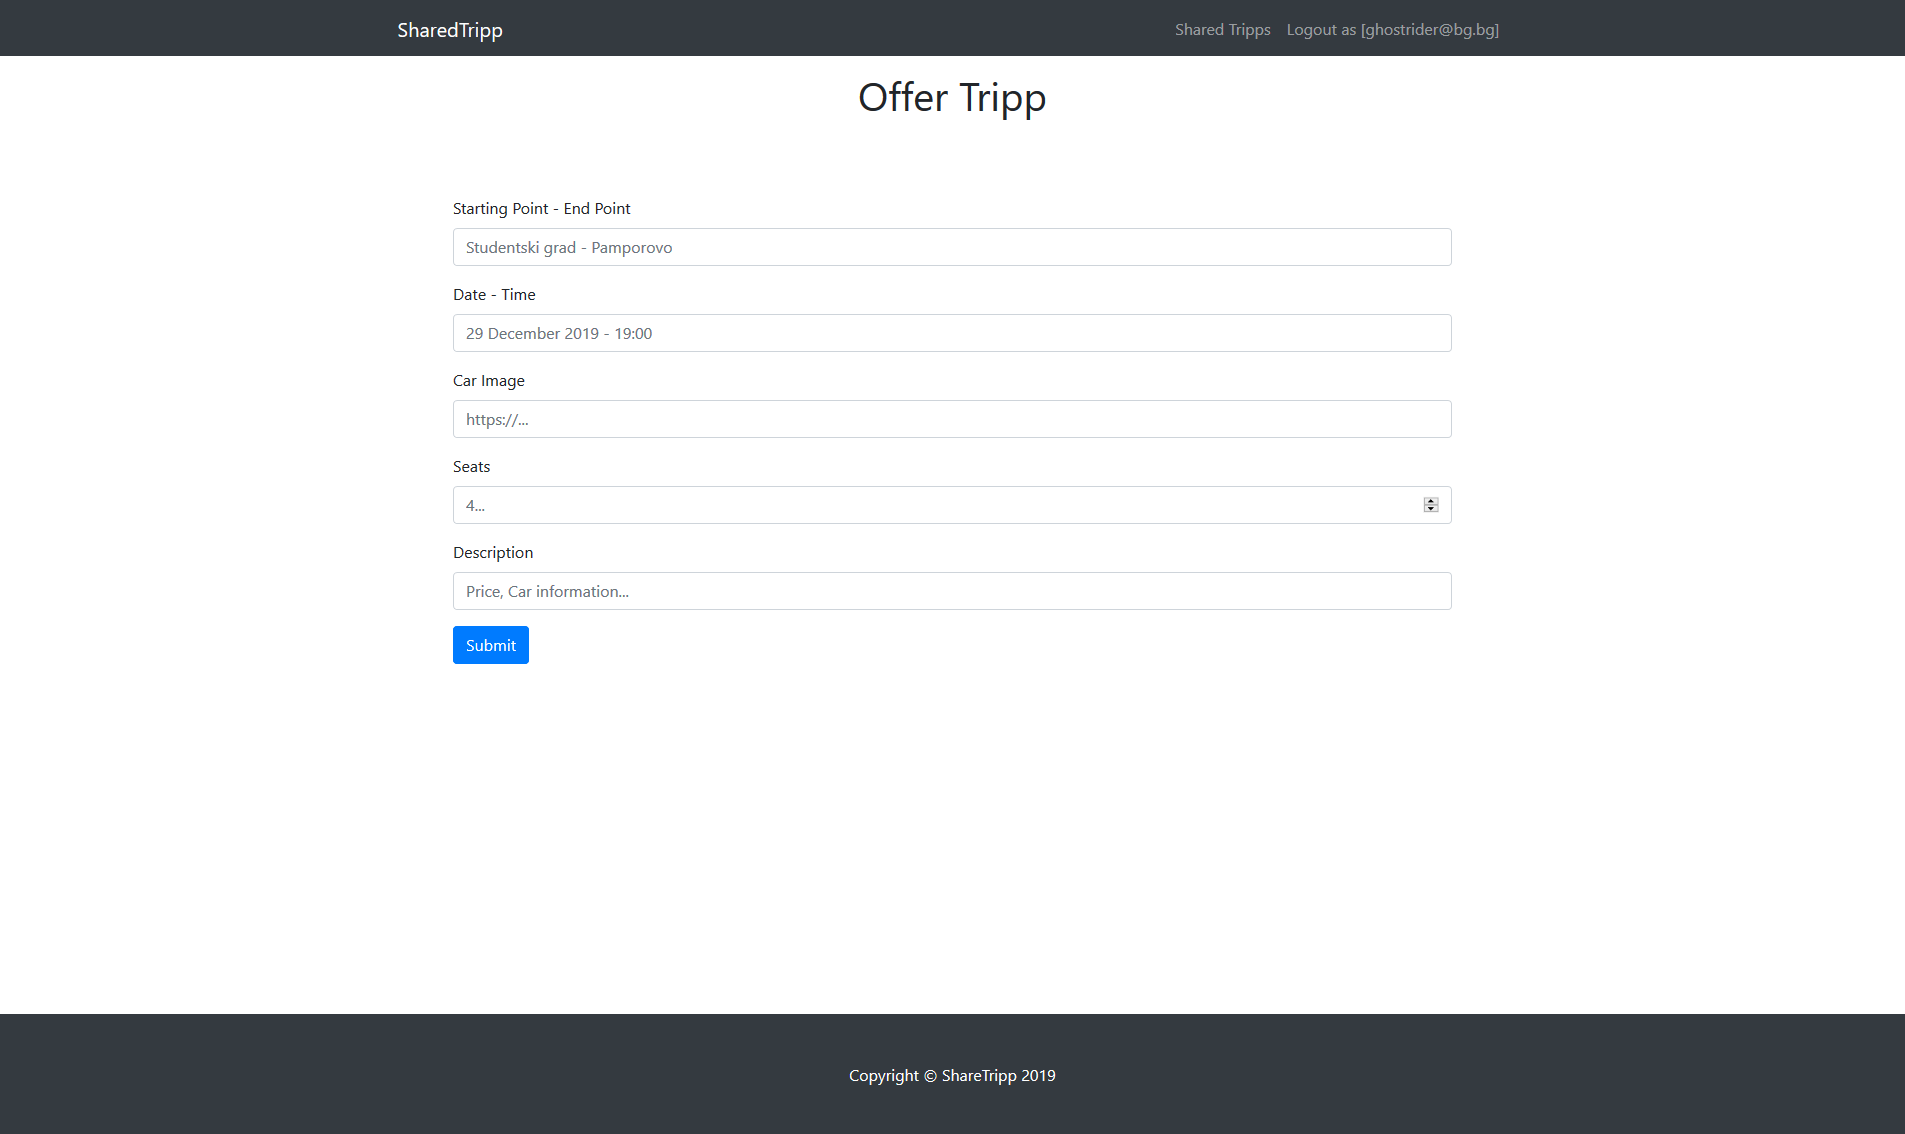 SharedTripp
Shared Tripps
Logout as [ghostrider@bg.bg]
Offer Tripp
Starting Point - End Point
Studentski grad - Pamporovo
Date - Time
29 December 2019 - 19:00
Car Image
https://...
Seats
4...
Description
Price, Car information...
Submit
Copyright © ShareTripp 2019